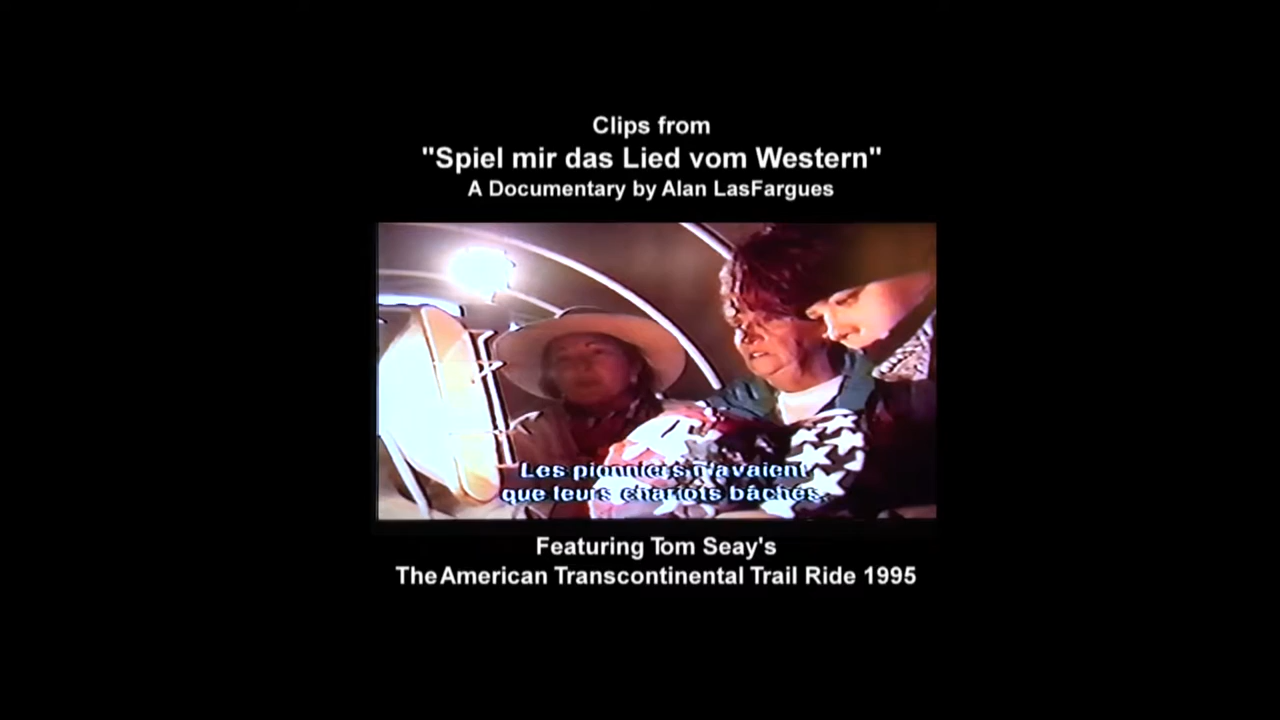 Clips from
"Spiel mir das Lied vom Western"
A Documentary by Alan LasFargues
Les pionniers n'avaient
que leurs chariots bâchés.
Featuring Tom Seay's
The American Transcontinental Trail Ride 1995